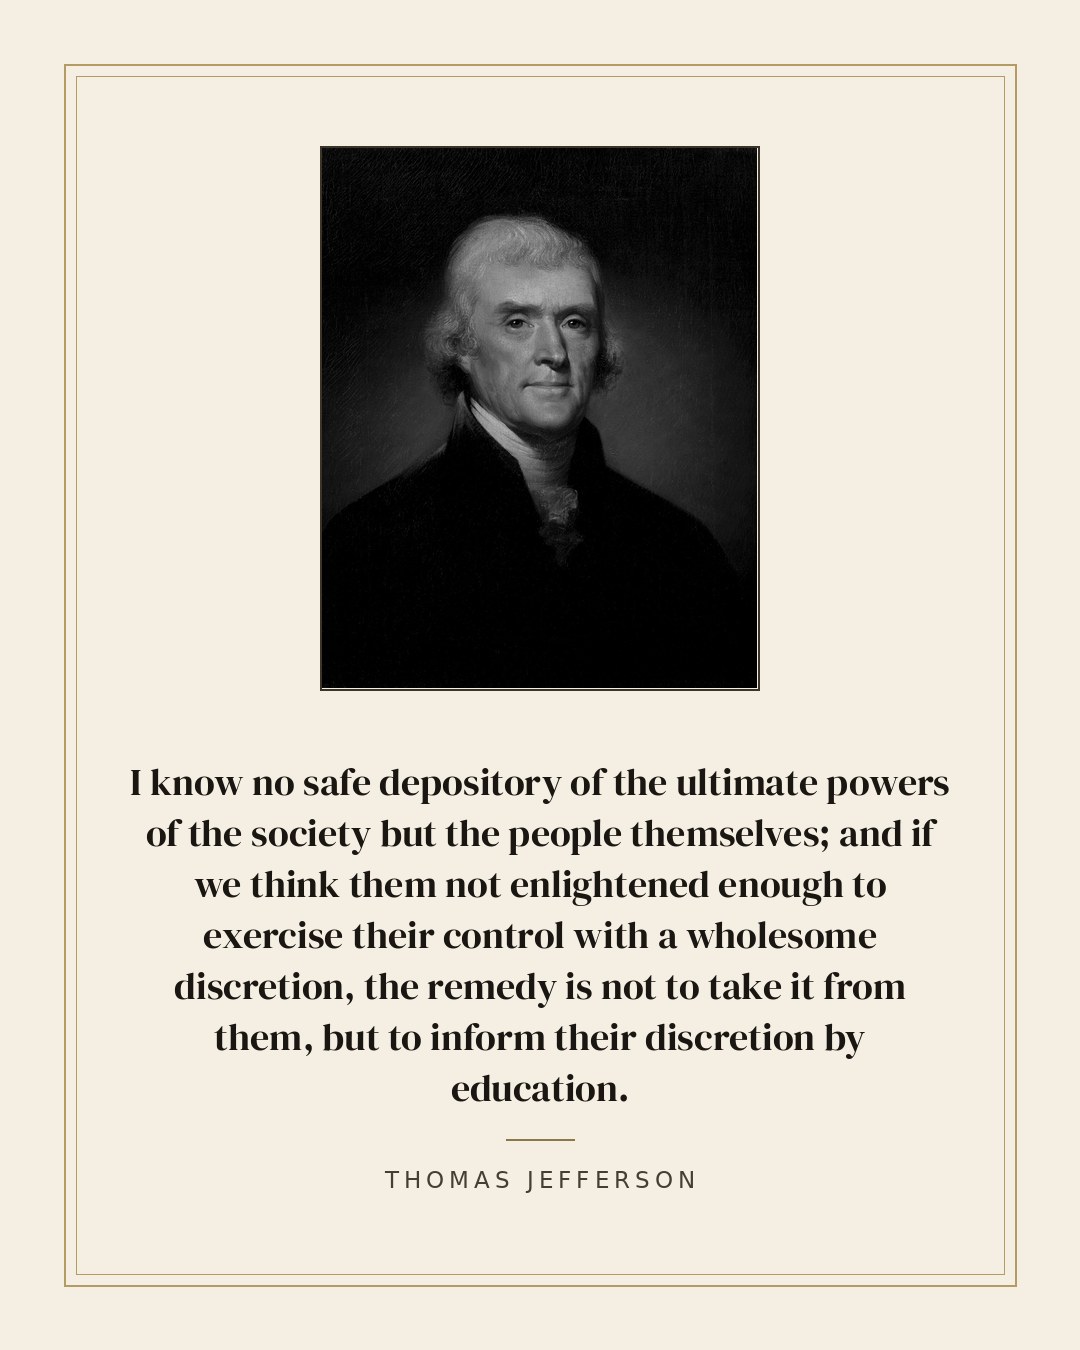 I know no safe depository of the ultimate powers
of the society but the people themselves; and if
we think them not enlightened enough to
exercise their control with a wholesome
discretion, the remedy is not to take it from
them, but to inform their discretion by
education.
THOMAS JEFFERSON